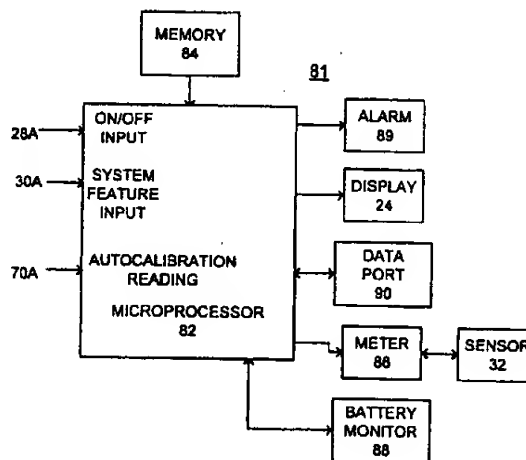 MEMORY
84
81
ON/OFF
INPUT
28A
SYSTEM
FEATURE
INPUT
30A
AUTOCALIBRATION
READING
70A
MICROPROCESSOR
82
ALARM
89
DISPLAY
24
DATA
PORT
90
METER
86
SENSOR
32
BATTERY
MONITOR
88